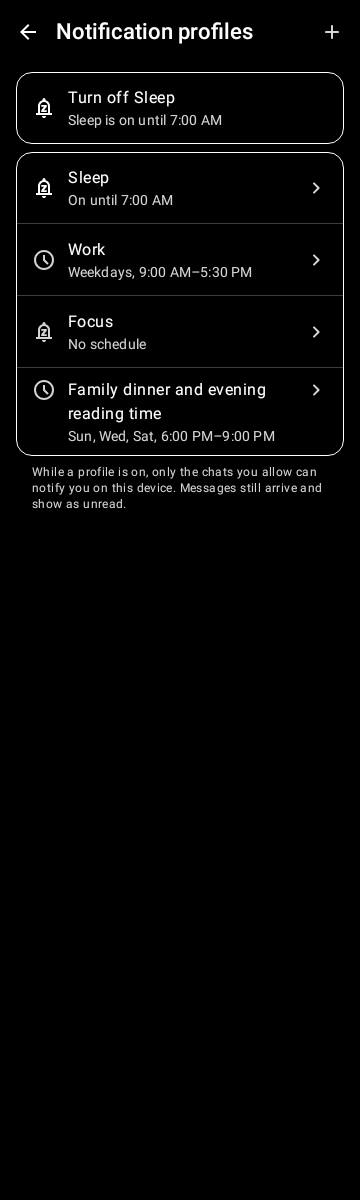 Notification profiles
Turn off Sleep
Sleep is on until 7:00 AM
Sleep
On until 7:00 AM
Work
Weekdays, 9:00 AM–5:30 PM
Focus
No schedule
Family dinner and evening
reading time
Sun, Wed, Sat, 6:00 PM–9:00 PM
While a profile is on, only the chats you allow can
notify you on this device. Messages still arrive and
show as unread.